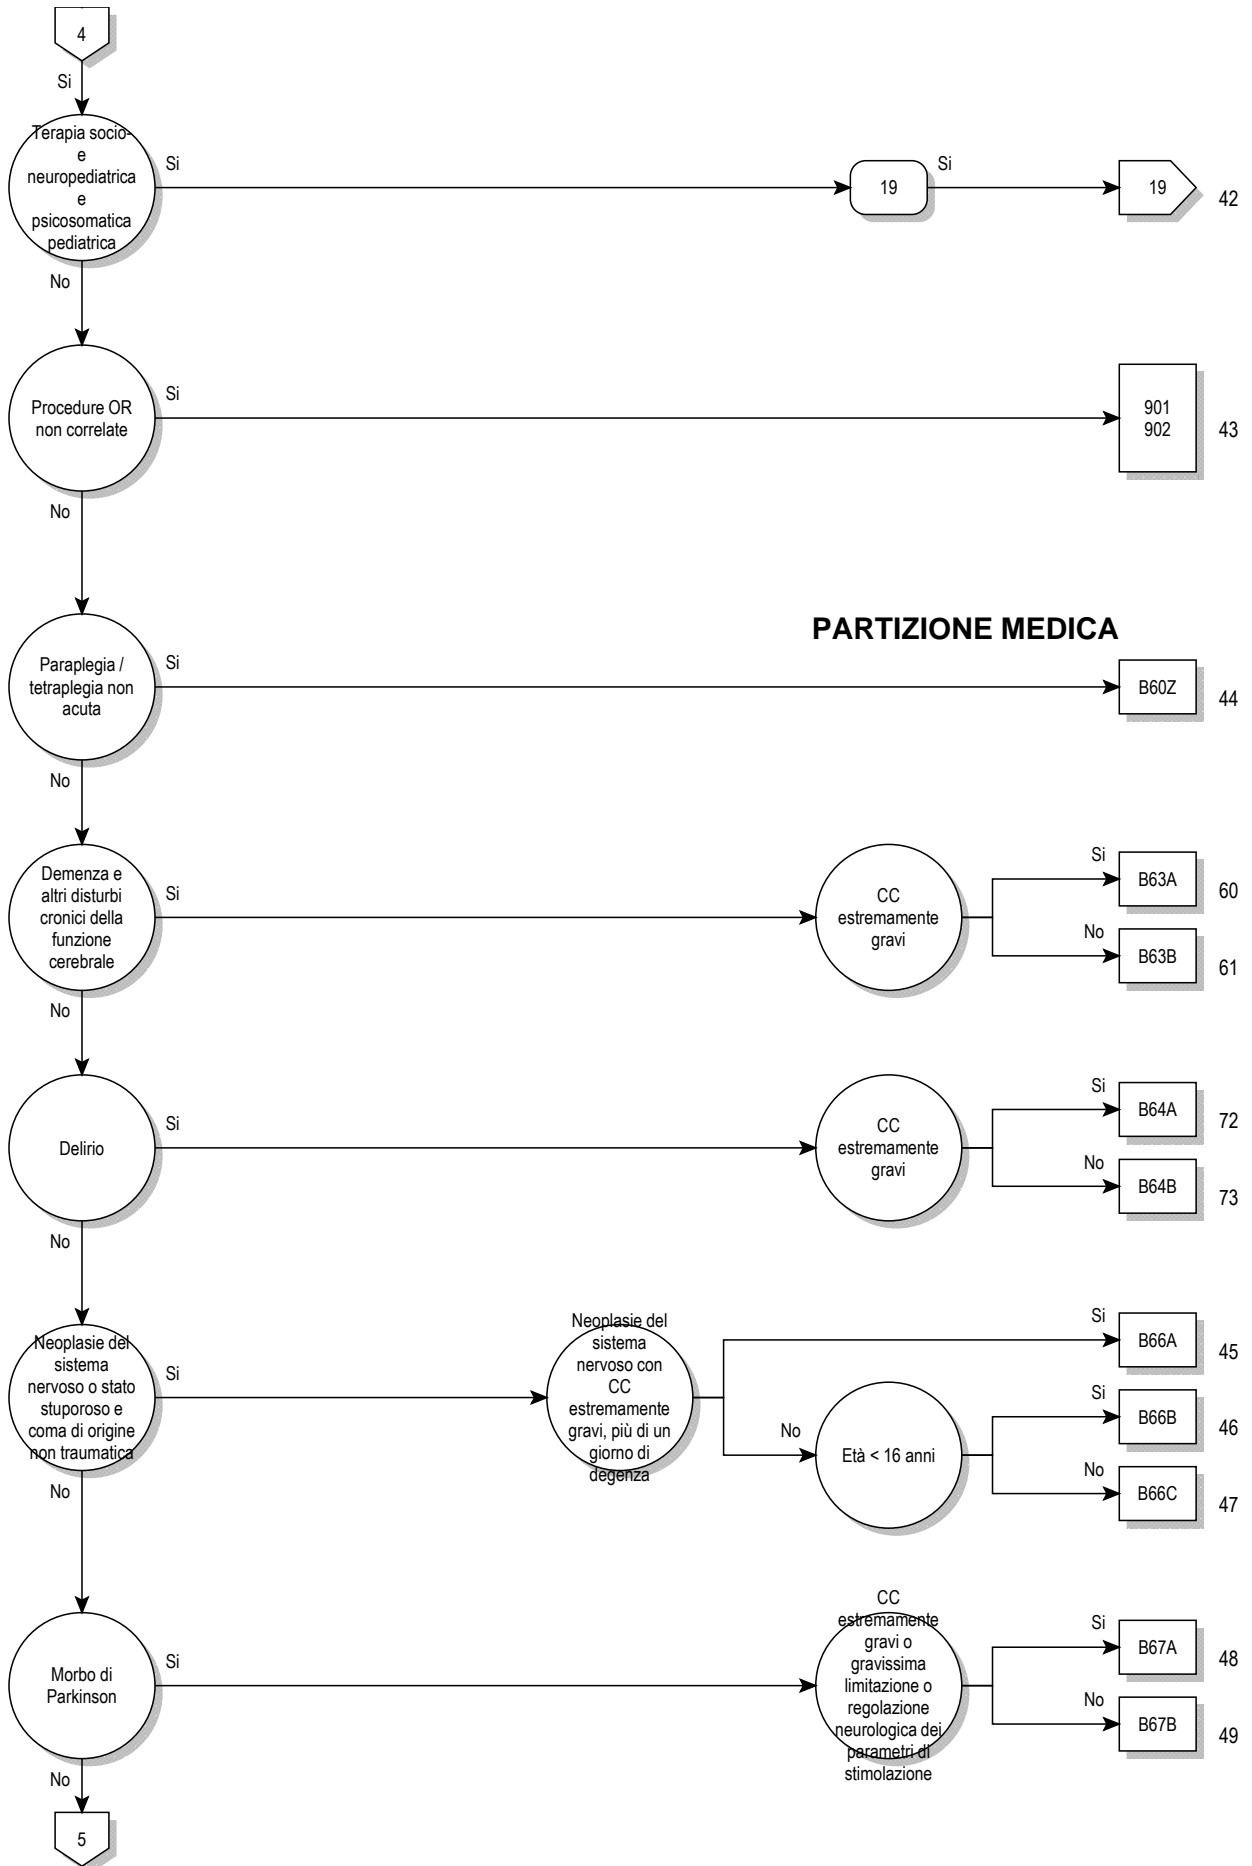 4
Si
Terapia socio-
e
neuropediatrica
e
psicosomatica
pediatrica
Si
19
Si
19
42
No
Procedure OR
non correlate
Si
901
902
43
No
PARTIZIONE MEDICA
Paraplegia /
tetraplegia non
acuta
Si
B60Z
44
No
Demenza e
altri disturbi
cronici della
funzione
cerebrale
Si
CC
estremamente
gravi
Si
B63A
60
No
B63B
61
No
Delirio
Si
CC
estremamente
gravi
Si
B64A
72
No
B64B
73
No
Neoplasie del
sistema
nervoso o stato
stuporoso e
coma di origine
non traumatica
Si
Neoplasie del
sistema
nervoso con
CC
estremamente
gravi, più di un
giorno di
degenza
Si
B66A
45
No
Età < 16 anni
Si
B66B
46
No
B66C
47
No
Morbo di
Parkinson
Si
CC
estremamente
gravi o
gravissima
limitazione o
regolazione
neurologica dei
parametri di
stimolazione
Si
B67A
48
No
B67B
49
No
5